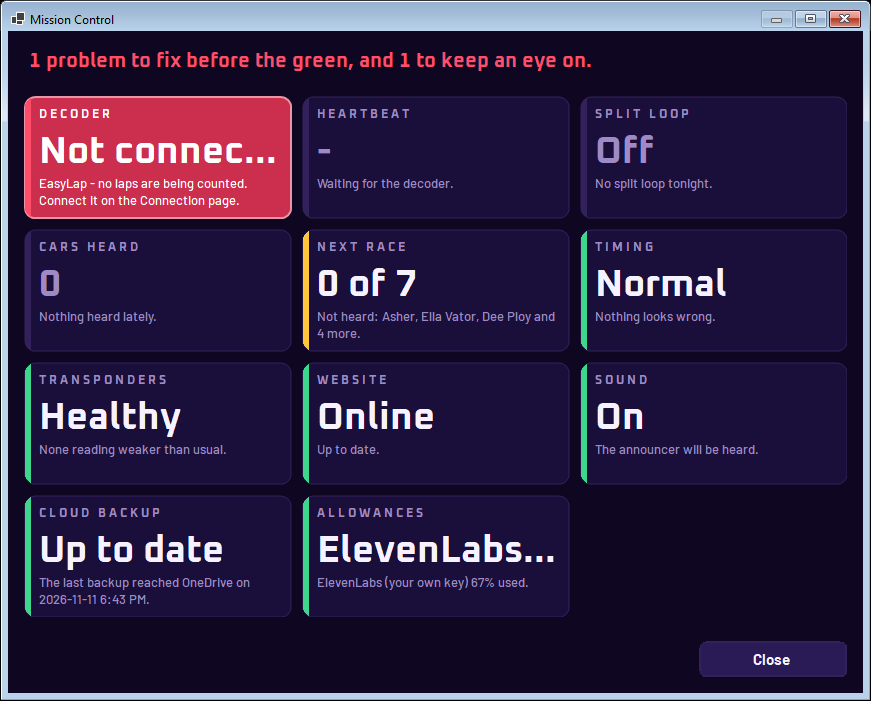 Mission Control
1 problem to fix before the green, and 1 to keep an eye on.
DECODER
Not connec...
EasyLap - no laps are being counted.
Connect it on the Connection page.
HEARTBEAT
-
Waiting for the decoder.
SPLIT LOOP
Off
No split loop tonight.
CARS HEARD
0
Nothing heard lately.
NEXT RACE
0 of 7
Not heard: Asher, Ella Vator, Dee Ploy and
4 more.
TIMING
Normal
Nothing looks wrong.
TRANSPONDERS
Healthy
None reading weaker than usual.
WEBSITE
Online
Up to date.
SOUND
On
The announcer will be heard.
CLOUD BACKUP
Up to date
The last backup reached OneDrive on
2026-11-11 6:43 PM.
ALLOWANCES
ElevenLabs...
ElevenLabs (your own key) 67% used.
Close